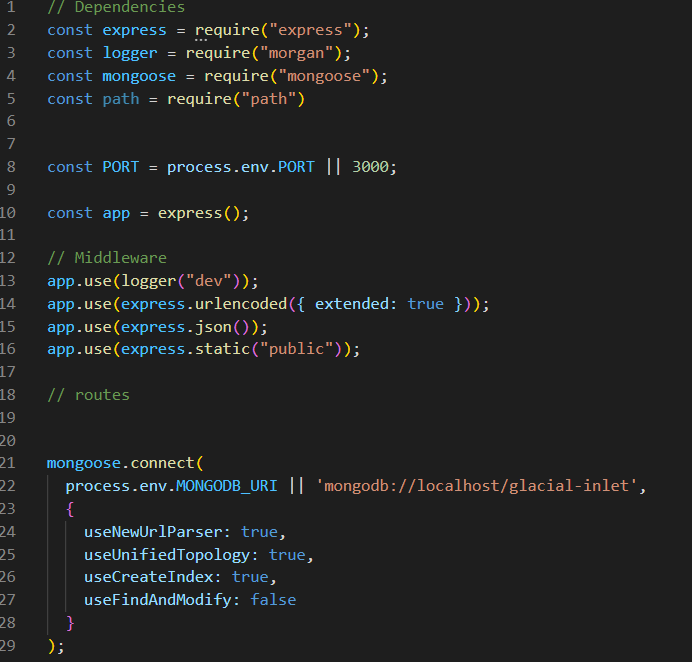 1 // Dependencies
2 const express = require("express");
3 const logger = require("morgan");
4 const mongoose = require("mongoose");
5 const path = require("path")
6
7
8 const PORT = process.env.PORT || 3000;
9
10 const app = express();
11
12 // Middleware
13 app.use(logger("dev"));
14 app.use(express.urlencoded({ extended: true }));
15 app.use(express.json());
16 app.use(express.static("public"));
17
18 // routes
19
20
21 mongoose.connect(
22   process.env.MONGODB_URI || 'mongodb://localhost/glacial-inlet',
23   {
24     useNewUrlParser: true,
25     useUnifiedTopology: true,
26     useCreateIndex: true,
27     useFindAndModify: false
28   }
29 );